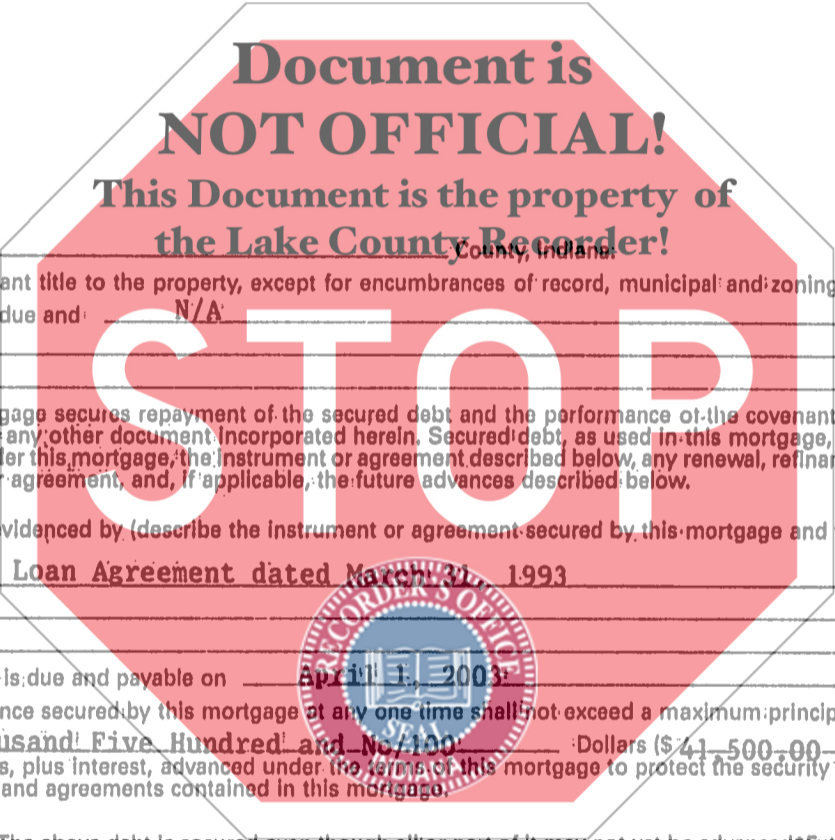 Document is
NOT OFFICIAL!
This Document is the property of
the Lake County Recorder!
County, Indiana:
ant title to the property, except for encumbrances of record, municipal and zoning
due and N/A
STOP
gage secures repayment of the secured debt and the performance of the covenant
any other document incorporated herein. Secured debt, as used in this mortgage,
er this mortgage, the instrument or agreement described below, any renewal, refinan
agreement, and, if applicable, the future advances described below.
videnced by (describe the instrument or agreement secured by this mortgage and
Loan Agreement dated March 31, 1993
RECORDER'S OFFICE
SEAL
is due and payable on April 1, 2003
nce secured by this mortgage at any one time shall not exceed a maximum princip
usand Five Hundred and No/100 Dollars ($ 41,500.00
s, plus interest, advanced under the terms of this mortgage to protect the security
and agreements contained in this mortgage.